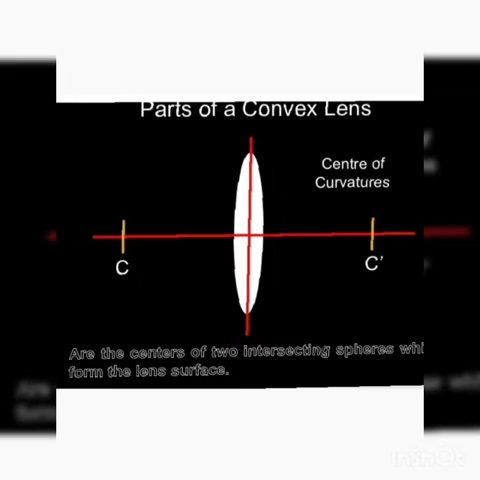 Parts of a Convex Lens
Centre of
Curvatures
C
C’
Are the centers of two intersecting spheres whi
form the lens surface.